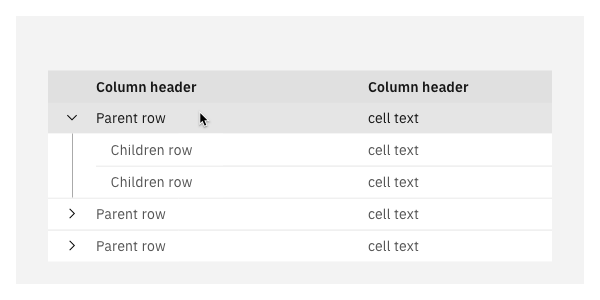 Column header Column header
Parent row cell text
Children row cell text
Children row cell text
Parent row cell text
Parent row cell text